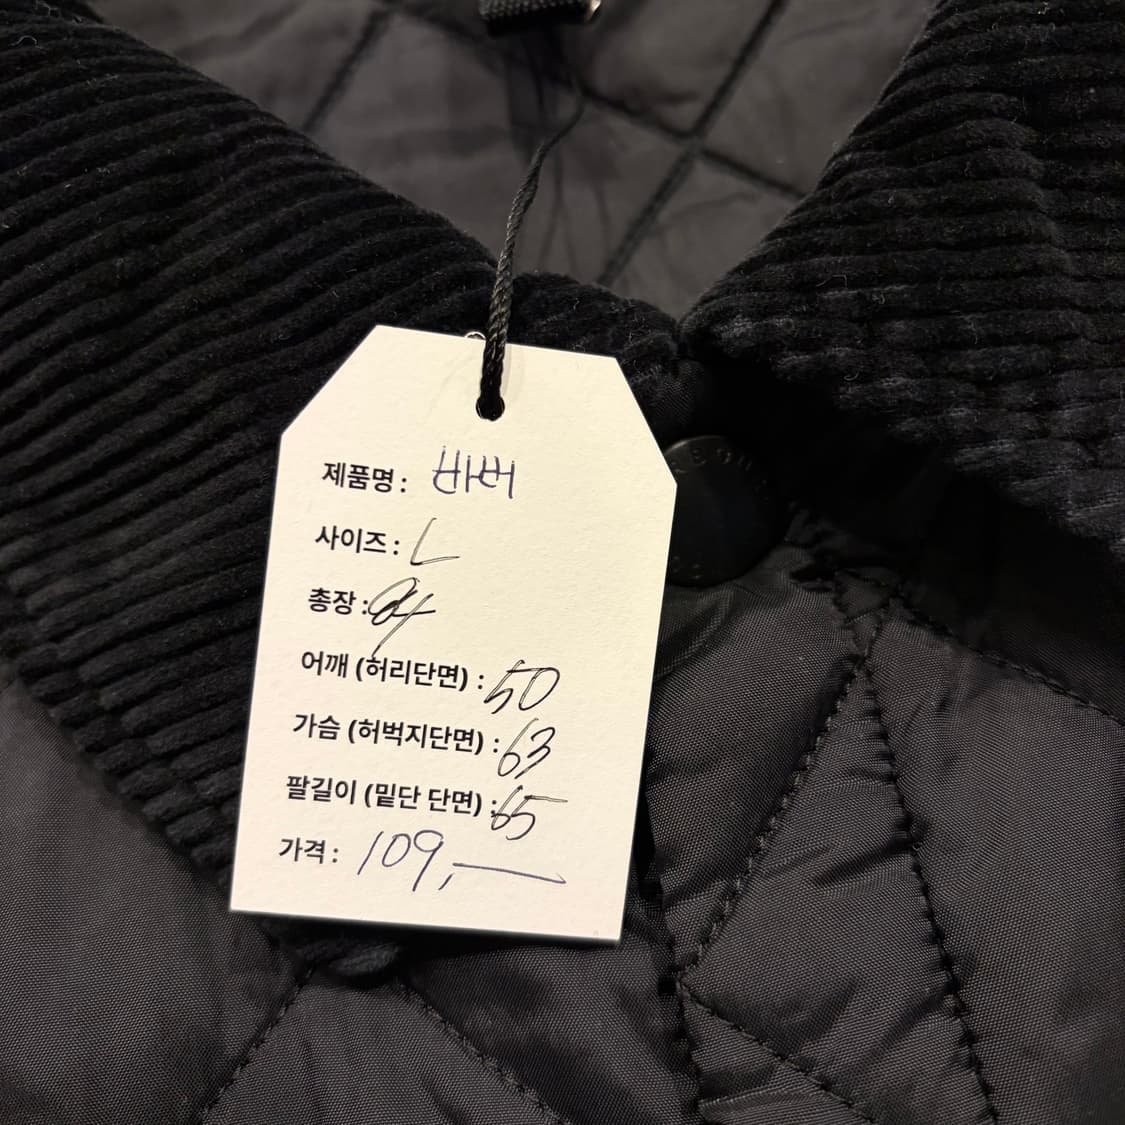 제품명 : 바버
사이즈 : L
총장 :
어깨 (허리단면) : 50
가슴 (허벅지단면) : 63
팔길이 (밑단 단면) : 65
가격 : 109,—